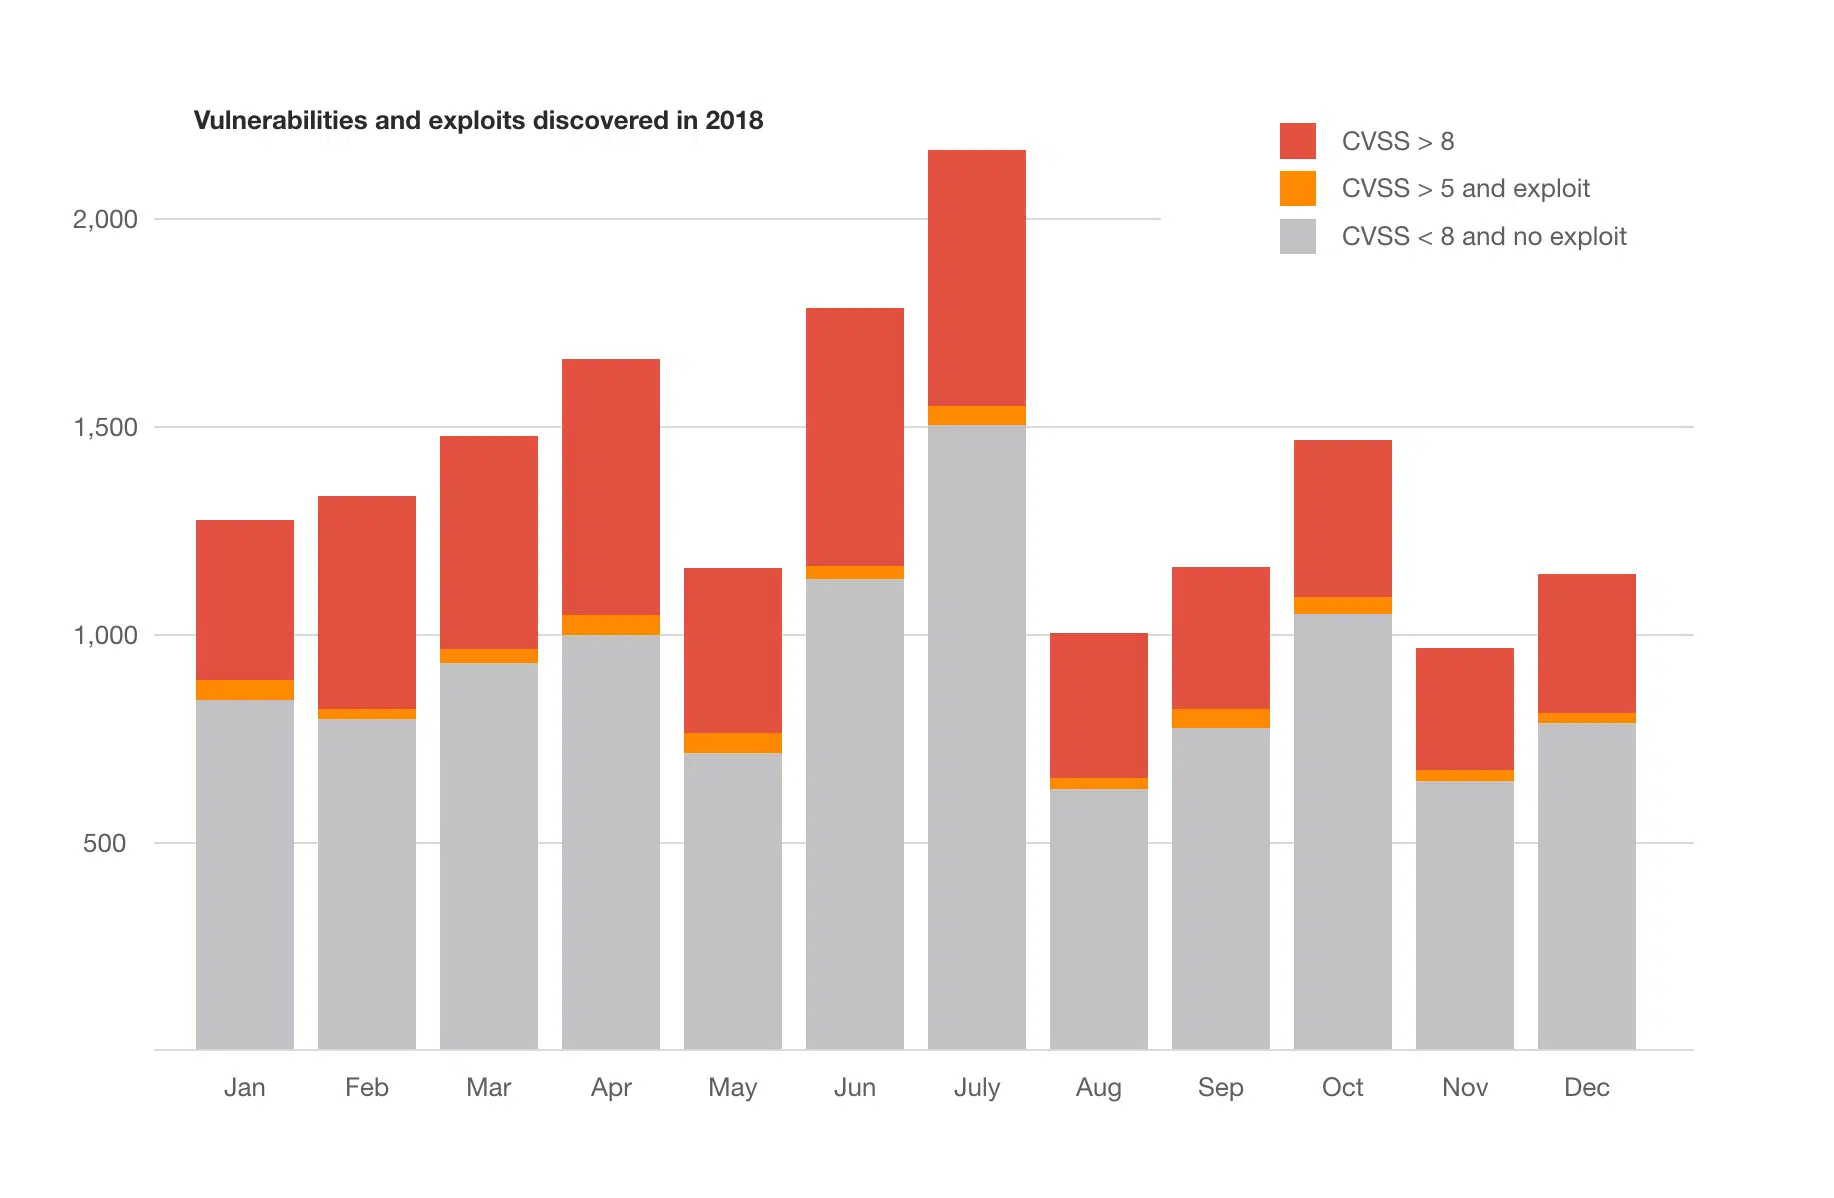 Vulnerabilities and exploits discovered in 2018
CVSS > 8
CVSS > 5 and exploit
CVSS < 8 and no exploit
2,000
1,500
1,000
500
Jan Feb Mar Apr May Jun July Aug Sep Oct Nov Dec